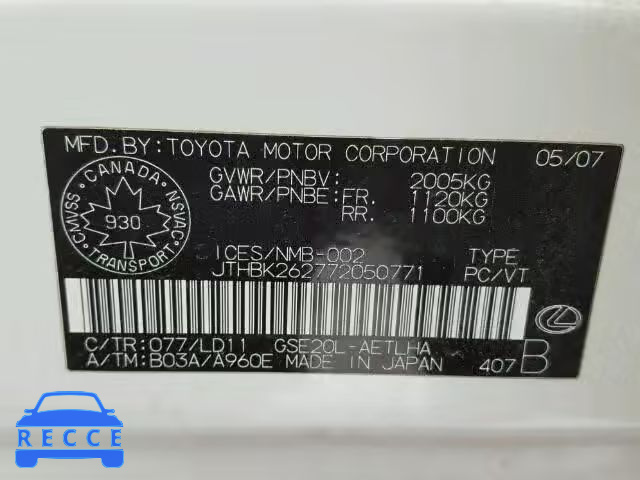 MFD. BY: TOYOTA MOTOR CORPORATION 05/07
GVWR/PNBV: 2005KG
GAWR/PNBE: FR. 1120KG
RR. 1100KG
CANADA
CMVSS NSVAC
930
TRANSPORT
ICES/NMB-002 TYPE
JTHBK262772050771 PC/VT
C/TR: 077/LD11 GSE20L-AETLHA
A/TM: B03A/A960E MADE IN JAPAN 407 B
RECCE